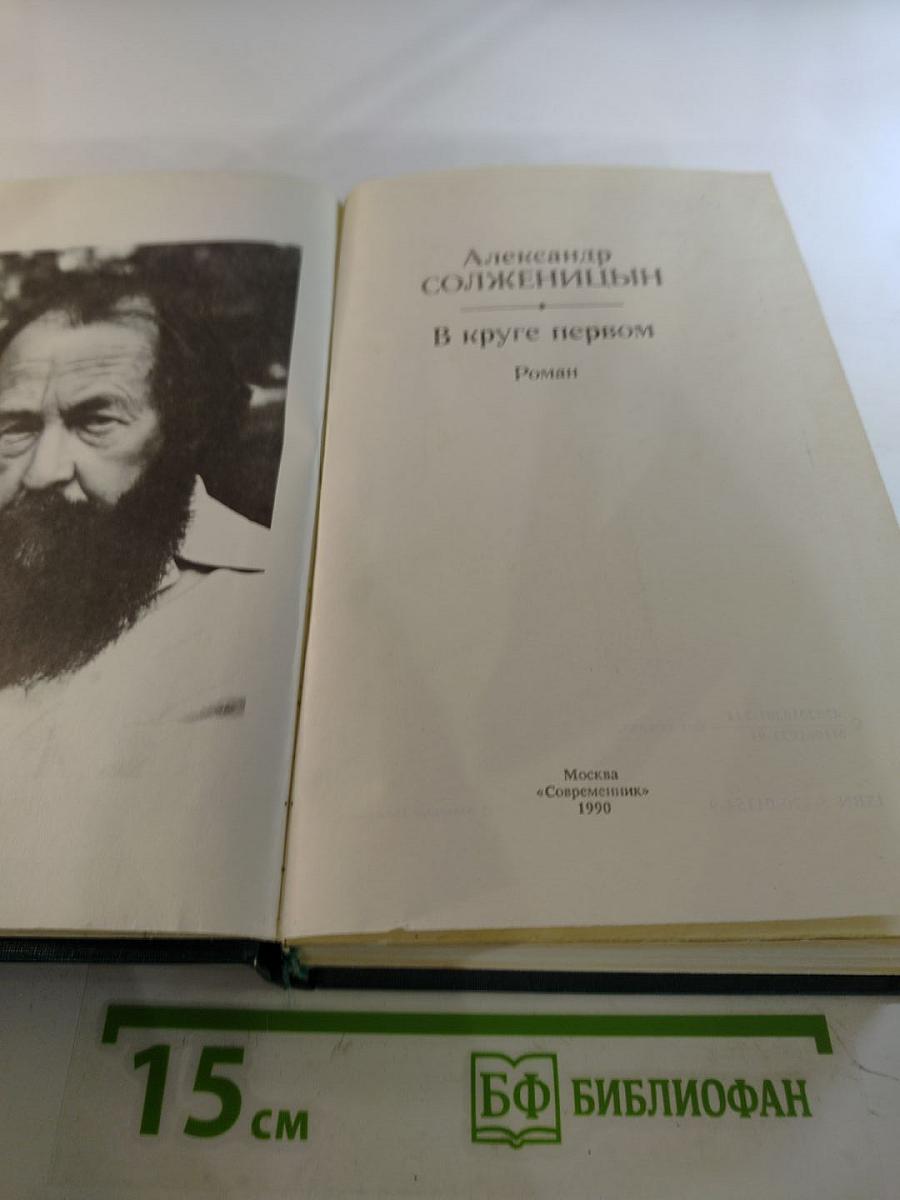 Александр
СОЛЖЕНИЦЫН
В круге первом
Роман
Москва
«Современник»
1990
15 см
БФ БИБЛИОФАН